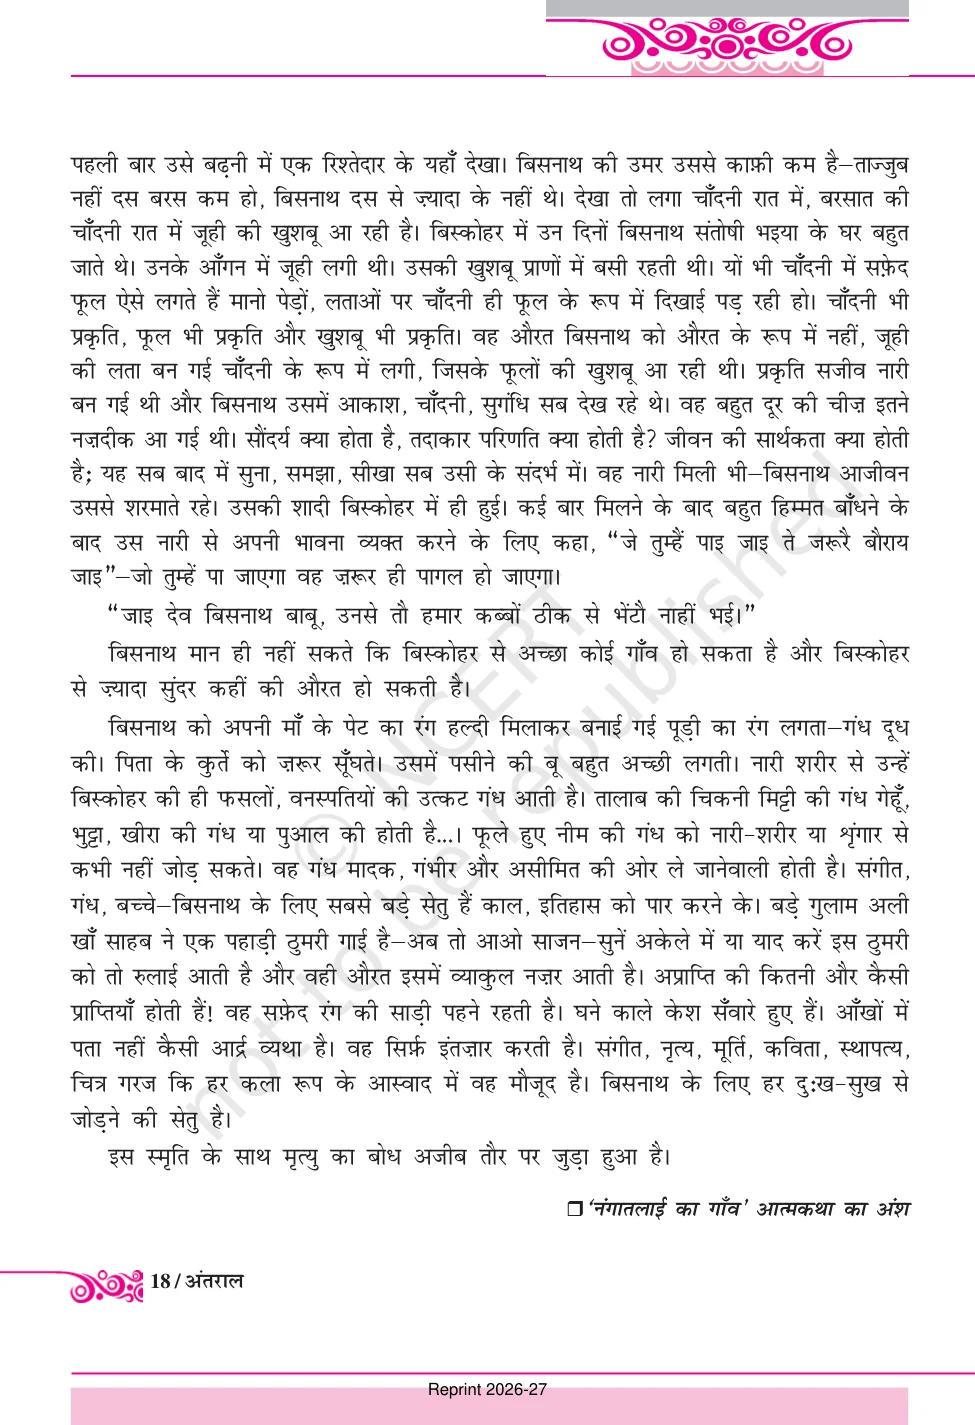 पहली बार उसे बढ़नी में एक रिश्तेदार के यहाँ देखा। बिसनाथ की उमर उससे काफ़ी कम है–ताज्जुब
नहीं दस बरस कम हो, बिसनाथ दस से ज़्यादा के नहीं थे। देखा तो लगा चाँदनी रात में, बरसात की
चाँदनी रात में जूही की खुशबू आ रही है। बिस्कोहर में उन दिनों बिसनाथ संतोषी भइया के घर बहुत
जाते थे। उनके आँगन में जूही लगी थी। उसकी खुशबू प्राणों में बसी रहती थी। यों भी चाँदनी में सफ़ेद
फूल ऐसे लगते हैं मानो पेड़ों, लताओं पर चाँदनी ही फूल के रूप में दिखाई पड़ रही हो। चाँदनी भी
प्रकृति, फूल भी प्रकृति और खुशबू भी प्रकृति। वह औरत बिसनाथ को औरत के रूप में नहीं, जूही
की लता बन गई चाँदनी के रूप में लगी, जिसके फूलों की खुशबू आ रही थी। प्रकृति सजीव नारी
बन गई थी और बिसनाथ उसमें आकाश, चाँदनी, सुगंधि सब देख रहे थे। वह बहुत दूर की चीज़ इतने
नज़दीक आ गई थी। सौंदर्य क्या होता है, तदाकार परिणति क्या होती है? जीवन की सार्थकता क्या होती
है; यह सब बाद में सुना, समझा, सीखा सब उसी के संदर्भ में। वह नारी मिली भी–बिसनाथ आजीवन
उससे शरमाते रहे। उसकी शादी बिस्कोहर में ही हुई। कई बार मिलने के बाद बहुत हिम्मत बाँधने के
बाद उस नारी से अपनी भावना व्यक्त करने के लिए कहा, “जे तुम्हैं पाइ जाइ ते जरूरै बौराय
जाइ”–जो तुम्हें पा जाएगा वह ज़रूर ही पागल हो जाएगा।
“जाइ देव बिसनाथ बाबू, उनसे तौ हमार कब्बों ठीक से भेंटौ नाहीं भई।”
बिसनाथ मान ही नहीं सकते कि बिस्कोहर से अच्छा कोई गाँव हो सकता है और बिस्कोहर
से ज़्यादा सुंदर कहीं की औरत हो सकती है।
बिसनाथ को अपनी माँ के पेट का रंग हल्दी मिलाकर बनाई गई पूड़ी का रंग लगता–गंध दूध
की। पिता के कुर्ते को ज़रूर सूँघते। उसमें पसीने की बू बहुत अच्छी लगती। नारी शरीर से उन्हें
बिस्कोहर की ही फसलों, वनस्पतियों की उत्कट गंध आती है। तालाब की चिकनी मिट्टी की गंध गेहूँ,
भुट्टा, खीरा की गंध या पुआल की होती है...। फूले हुए नीम की गंध को नारी-शरीर या शृंगार से
कभी नहीं जोड़ सकते। वह गंध मादक, गंभीर और असीमित की ओर ले जानेवाली होती है। संगीत,
गंध, बच्चे–बिसनाथ के लिए सबसे बड़े सेतु हैं काल, इतिहास को पार करने के। बड़े गुलाम अली
खाँ साहब ने एक पहाड़ी ठुमरी गाई है–अब तो आओ साजन–सुनें अकेले में या याद करें इस ठुमरी
को तो रुलाई आती है और वही औरत इसमें व्याकुल नज़र आती है। अप्राप्ति की कितनी और कैसी
प्राप्तियाँ होती हैं! वह सफ़ेद रंग की साड़ी पहने रहती है। घने काले केश सँवारे हुए हैं। आँखों में
पता नहीं कैसी आर्द्र व्यथा है। वह सिर्फ़ इंतज़ार करती है। संगीत, नृत्य, मूर्ति, कविता, स्थापत्य,
चित्र गरज कि हर कला रूप के आस्वाद में वह मौजूद है। बिसनाथ के लिए हर दुःख-सुख से
जोड़ने की सेतु है।
इस स्मृति के साथ मृत्यु का बोध अजीब तौर पर जुड़ा हुआ है।
❒ ‘नंगातलाई का गाँव’ आत्मकथा का अंश
18 / अंतराल
Reprint 2026-27
© NCERT
not to be republished